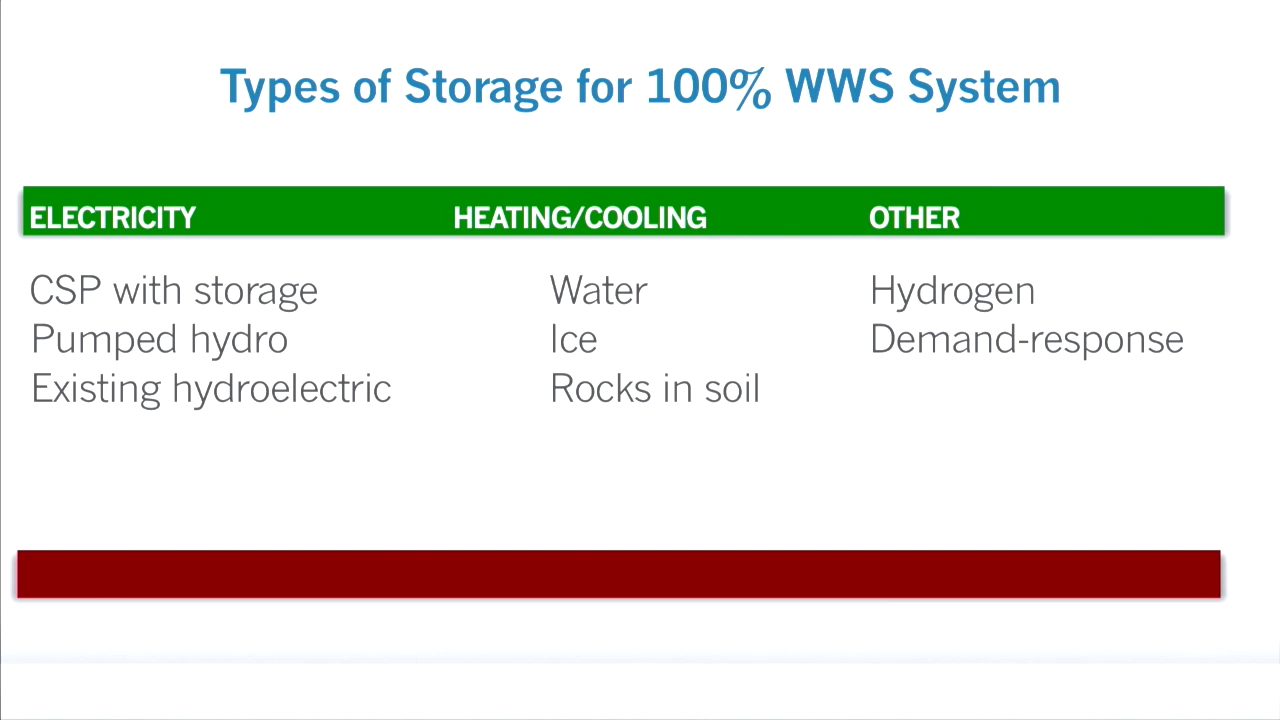 Types of Storage for 100% WWS System
ELECTRICITY HEATING/COOLING OTHER
CSP with storage Water Hydrogen
Pumped hydro Ice Demand-response
Existing hydroelectric Rocks in soil